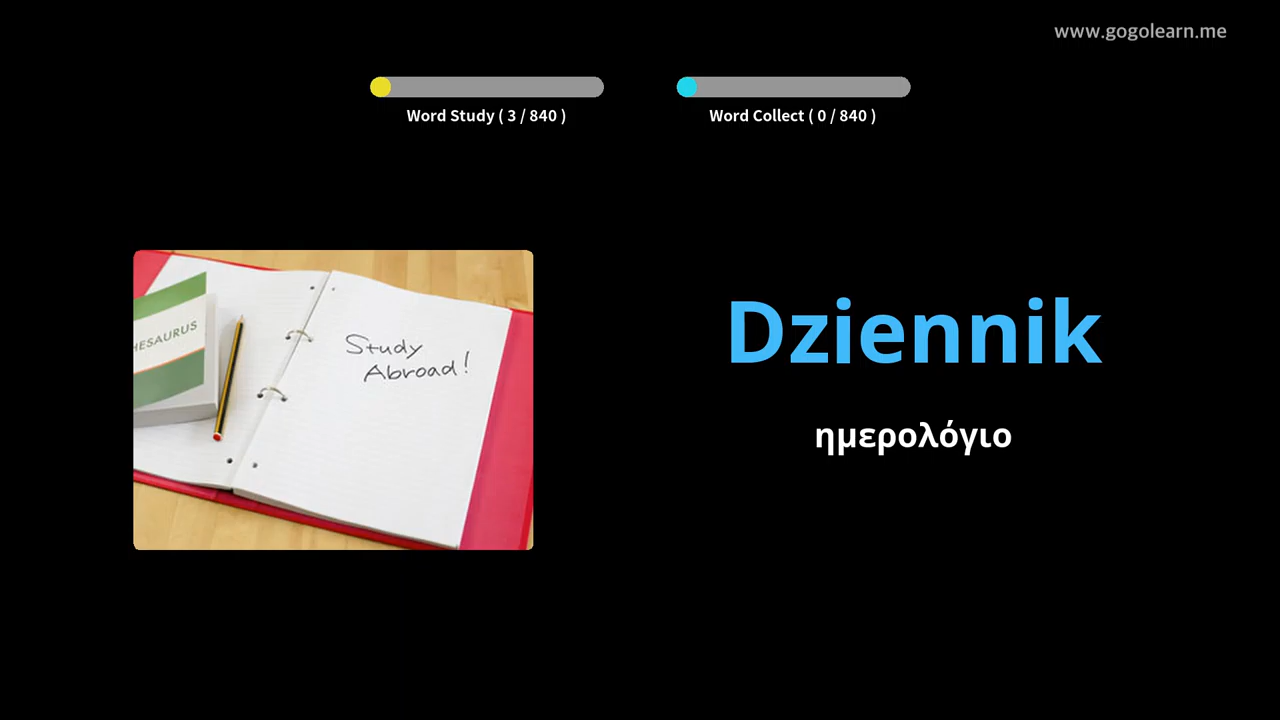 www.gogolearn.me
Word Study ( 3 / 840 )
Word Collect ( 0 / 840 )
HESAURUS
Study
Abroad!
Dziennik
ημερολόγιο